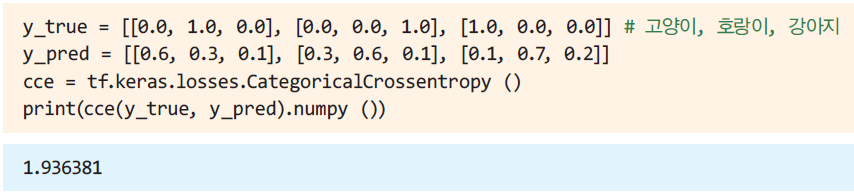 y_true = [[0.0, 1.0, 0.0], [0.0, 0.0, 1.0], [1.0, 0.0, 0.0]] # 고양이, 호랑이, 강아지
y_pred = [[0.6, 0.3, 0.1], [0.3, 0.6, 0.1], [0.1, 0.7, 0.2]]
cce = tf.keras.losses.CategoricalCrossentropy ()
print(cce(y_true, y_pred).numpy ())
1.936381